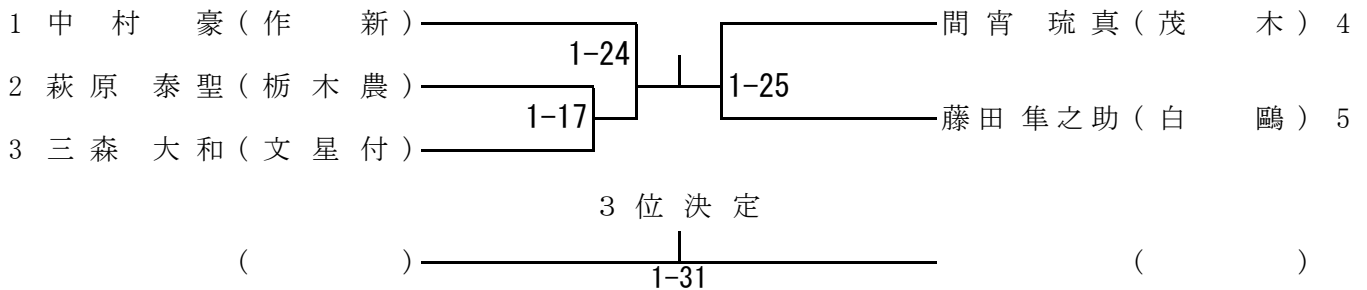 1 中村 豪(作 新) 間宵 琉真(茂 木) 4
1-24
2 萩原 泰聖(栃木農) 1-25
1-17 藤田 隼之助(白 鷗) 5
3 三森 大和(文星付)
3位決定
( ) ( )
1-31